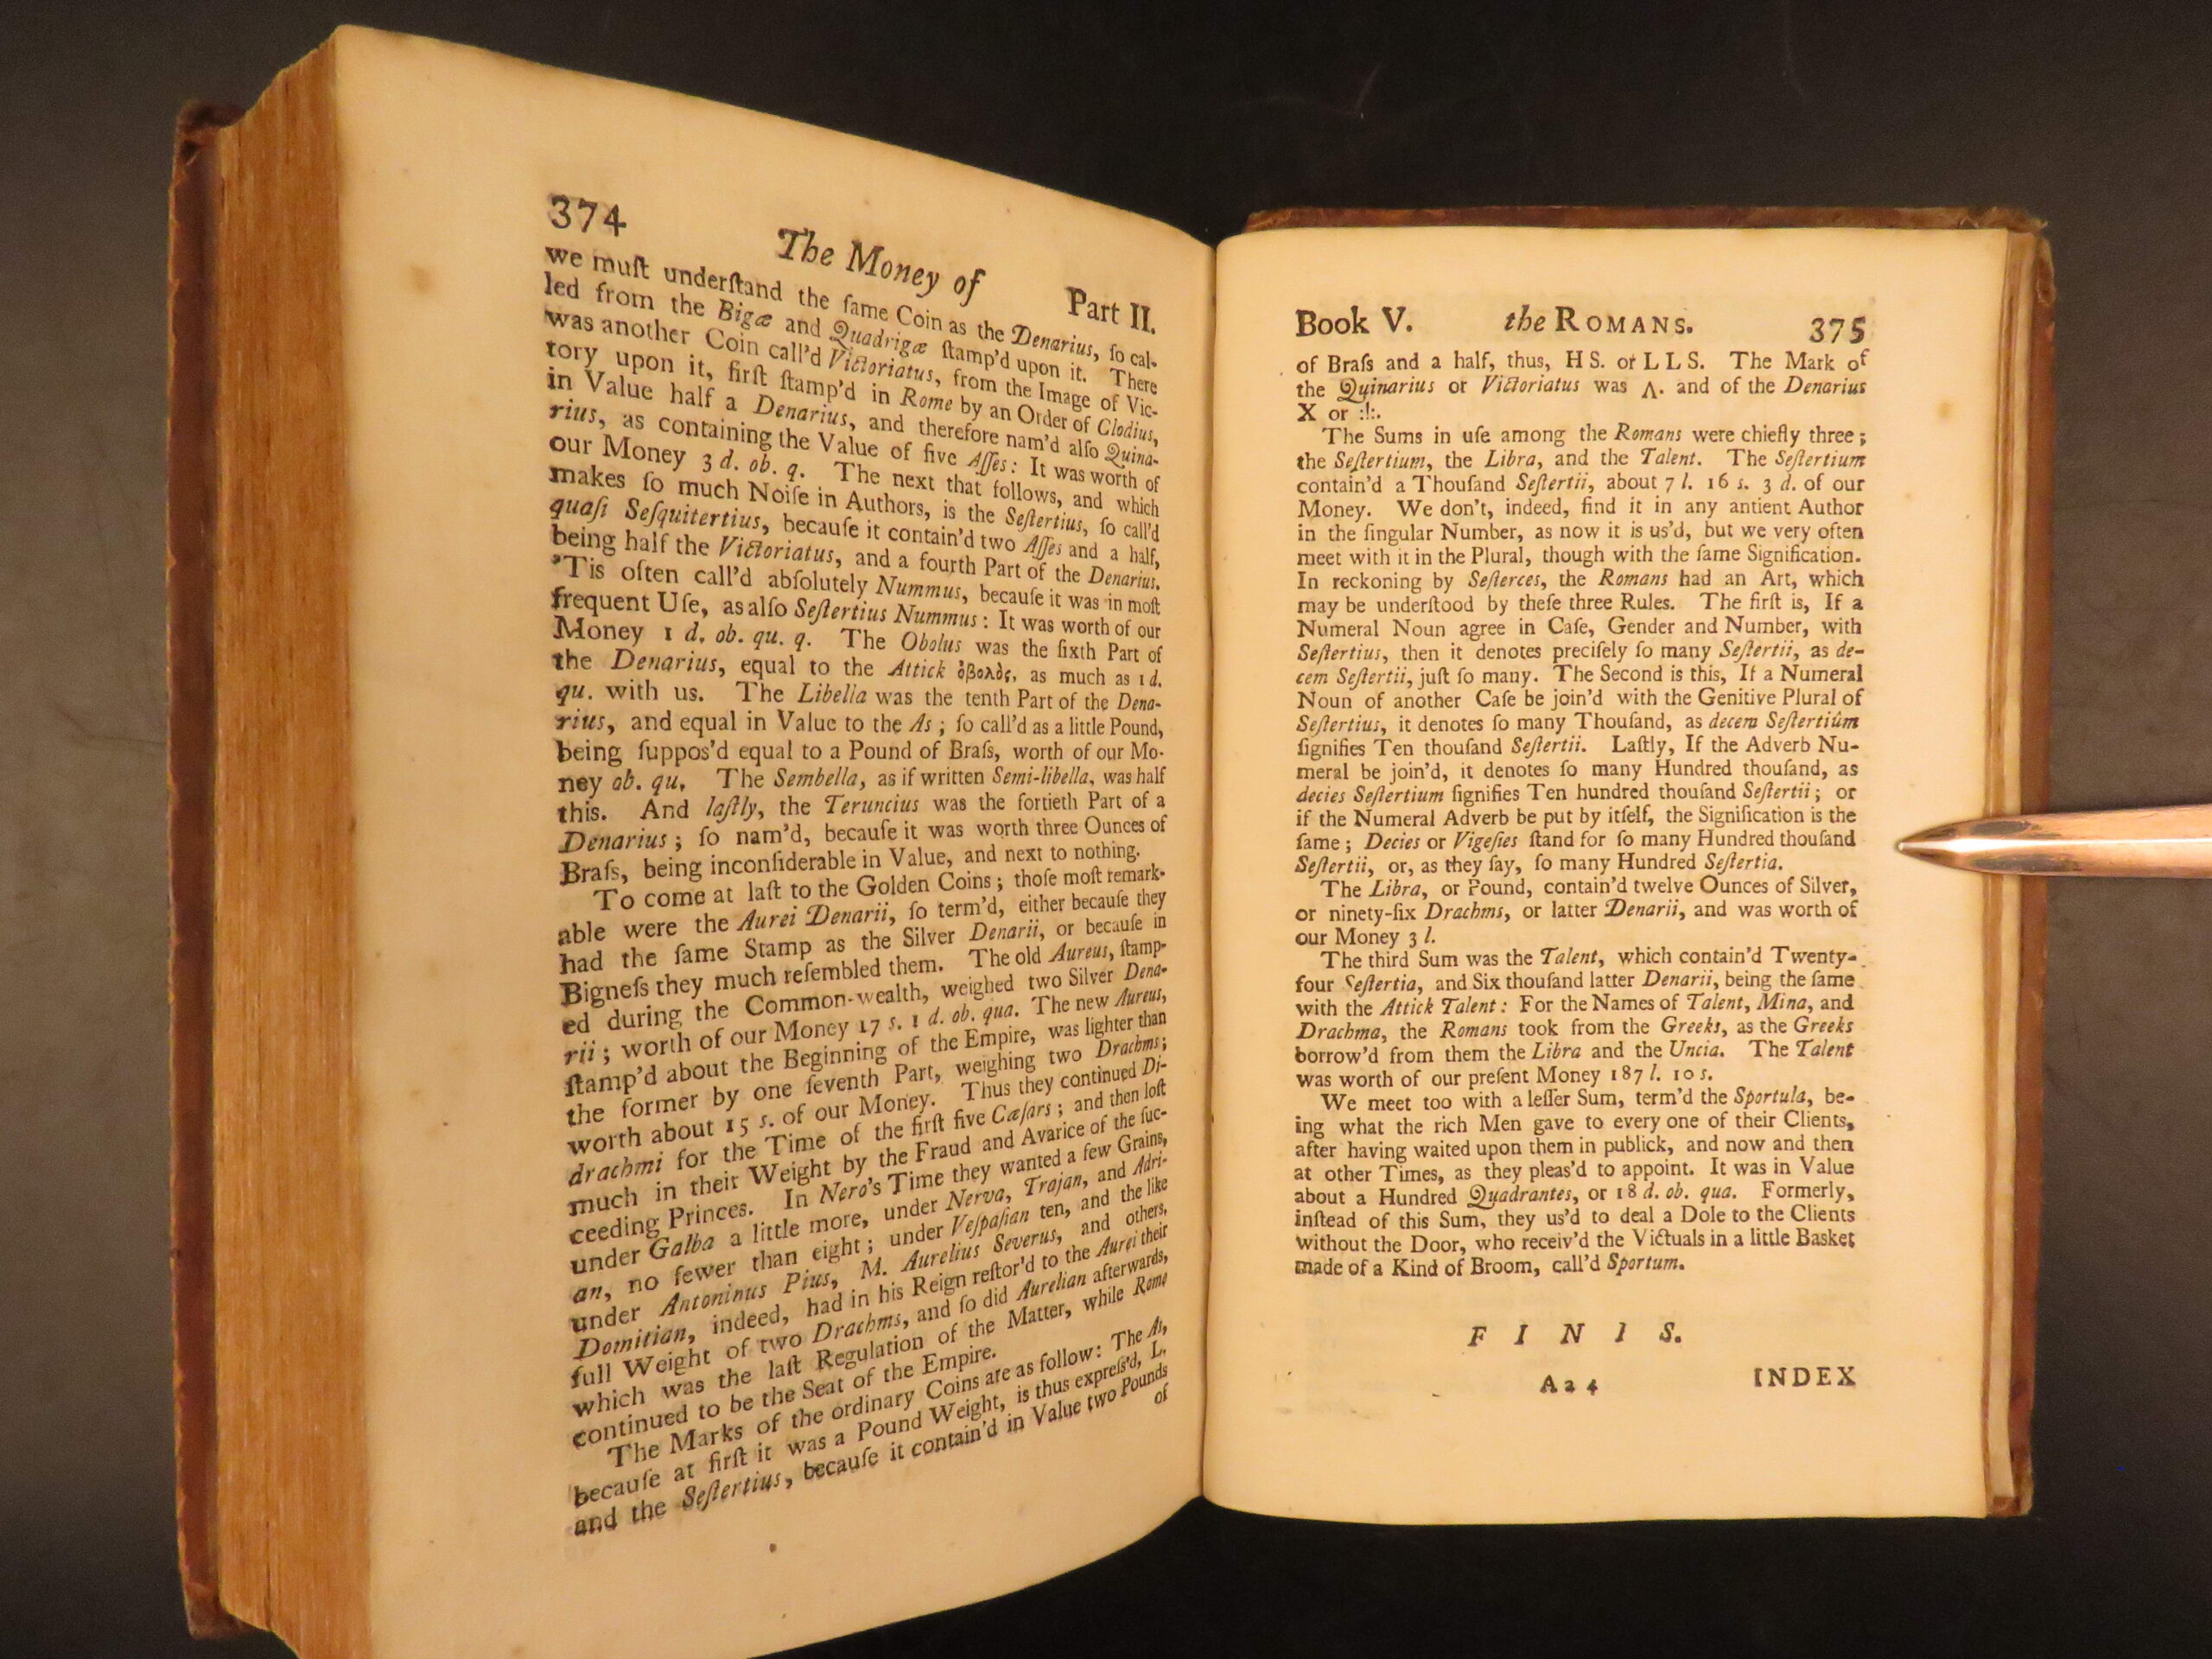 374 The Money of Part II.
we muſt underſtand the ſame Coin as the Denarius, ſo cal-
led from the Bigæ and Quadrigæ ſtamp'd upon it. There
was another Coin call'd Victoriatus, from the Image of Vic-
tory upon it, firſt ſtamp'd in Rome by an Order of Clodius,
in Value half a Denarius, and therefore nam'd alſo Quina-
rius, as containing the Value of five Aſſes: It was worth of
our Money 3 d. ob. q. The next that follows, and which
makes ſo much Noiſe in Authors, is the Seſtertius, ſo call'd
quaſi Seſquitertius, becauſe it contain'd two Aſſes and a half,
being half the Victoriatus, and a fourth Part of the Denarius.
'Tis often call'd abſolutely Nummus, becauſe it was in moſt
frequent Uſe, as alſo Seſtertius Nummus: It was worth of our
Money 1 d. ob. qu. q. The Obolus was the ſixth Part of
the Denarius, equal to the Attick ὀβολὸς, as much as 1 d.
qu. with us. The Libella was the tenth Part of the Dena-
rius, and equal in Value to the As; ſo call'd as a little Pound,
being ſuppos'd equal to a Pound of Braſs, worth of our Mo-
ney ob. qu. The Sembella, as if written Semi-libella, was half
this. And laſtly, the Teruncius was the fortieth Part of a
Denarius; ſo nam'd, becauſe it was worth three Ounces of
Braſs, being inconſiderable in Value, and next to nothing.
To come at laſt to the Golden Coins; thoſe moſt remark-
able were the Aurei Denarii, ſo term'd, either becauſe they
had the ſame Stamp as the Silver Denarii, or becauſe in
Bigneſs they much reſembled them. The old Aureus, ſtamp-
ed during the Common-wealth, weighed two Silver Dena-
rii; worth of our Money 17 s. 1 d. ob. qua. The new Aureus,
ſtamp'd about the Beginning of the Empire, was lighter than
the former by one ſeventh Part, weighing two Drachms;
worth about 15 s. of our Money. Thus they continued Di-
drachmi for the Time of the firſt five Cæſars; and then loſt
much in their Weight by the Fraud and Avarice of the ſuc-
ceeding Princes. In Nero's Time they wanted a few Grains,
under Galba a little more, under Nerva, Trajan, and Adri-
an, no fewer than eight; under Veſpaſian ten, and the like
under Antoninus Pius, M. Aurelius Severus, and others.
Domitian, indeed, had in his Reign reſtor'd to the Aurei their
full Weight of two Drachms, and ſo did Aurelian afterwards,
which was the laſt Regulation of the Matter, while Rome
continued to be the Seat of the Empire.
The Marks of the ordinary Coins are as follow: The As,
becauſe at firſt it was a Pound Weight, is thus expreſs'd, L.
and the Seſtertius, becauſe it contain'd in Value two Pounds
of
Book V. the ROMANS. 375
of Braſs and a half, thus, HS. or LLS. The Mark of
the Quinarius or Victoriatus was Λ. and of the Denarius
X or :|:.
The Sums in uſe among the Romans were chiefly three;
the Seſtertium, the Libra, and the Talent. The Seſtertium
contain'd a Thouſand Seſtertii, about 7 l. 16 s. 3 d. of our
Money. We don't, indeed, find it in any antient Author
in the ſingular Number, as now it is us'd, but we very often
meet with it in the Plural, though with the ſame Signification.
In reckoning by Seſterces, the Romans had an Art, which
may be underſtood by theſe three Rules. The firſt is, If a
Numeral Noun agree in Caſe, Gender and Number, with
Seſtertius, then it denotes preciſely ſo many Seſtertii, as de-
cem Seſtertii, juſt ſo many. The Second is this, If a Numeral
Noun of another Caſe be join'd with the Genitive Plural of
Seſtertius, it denotes ſo many Thouſand, as decem Seſtertiûm
ſignifies Ten thouſand Seſtertii. Laſtly, If the Adverb Nu-
meral be join'd, it denotes ſo many Hundred thouſand, as
decies Seſtertium ſignifies Ten hundred thouſand Seſtertii; or
if the Numeral Adverb be put by itſelf, the Signification is the
ſame; Decies or Vigeſies ſtand for ſo many Hundred thouſand
Seſtertii, or, as they ſay, ſo many Hundred Seſtertia.
The Libra, or Pound, contain'd twelve Ounces of Silver,
or ninety-ſix Drachms, or latter Denarii, and was worth of
our Money 3 l.
The third Sum was the Talent, which contain'd Twenty-
four Seſtertia, and Six thouſand latter Denarii, being the ſame
with the Attick Talent: For the Names of Talent, Mina, and
Drachma, the Romans took from the Greeks, as the Greeks
borrow'd from them the Libra and the Uncia. The Talent
was worth of our preſent Money 187 l. 10 s.
We meet too with a leſſer Sum, term'd the Sportula, be-
ing what the rich Men gave to every one of their Clients,
after having waited upon them in publick, and now and then
at other Times, as they pleas'd to appoint. It was in Value
about a Hundred Quadrantes, or 18 d. ob. qua. Formerly,
inſtead of this Sum, they us'd to deal a Dole to the Clients
without the Door, who receiv'd the Victuals in a little Basket
made of a Kind of Broom, call'd Sportum.
F I N I S.
A a 4 INDEX